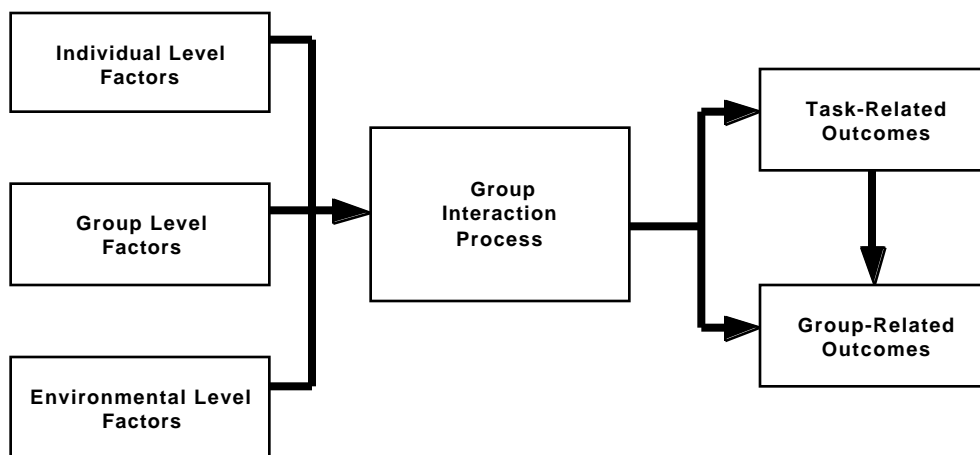 Individual Level
Factors
Group Level
Factors
Environmental Level
Factors
Group
Interaction
Process
Task-Related
Outcomes
Group-Related
Outcomes